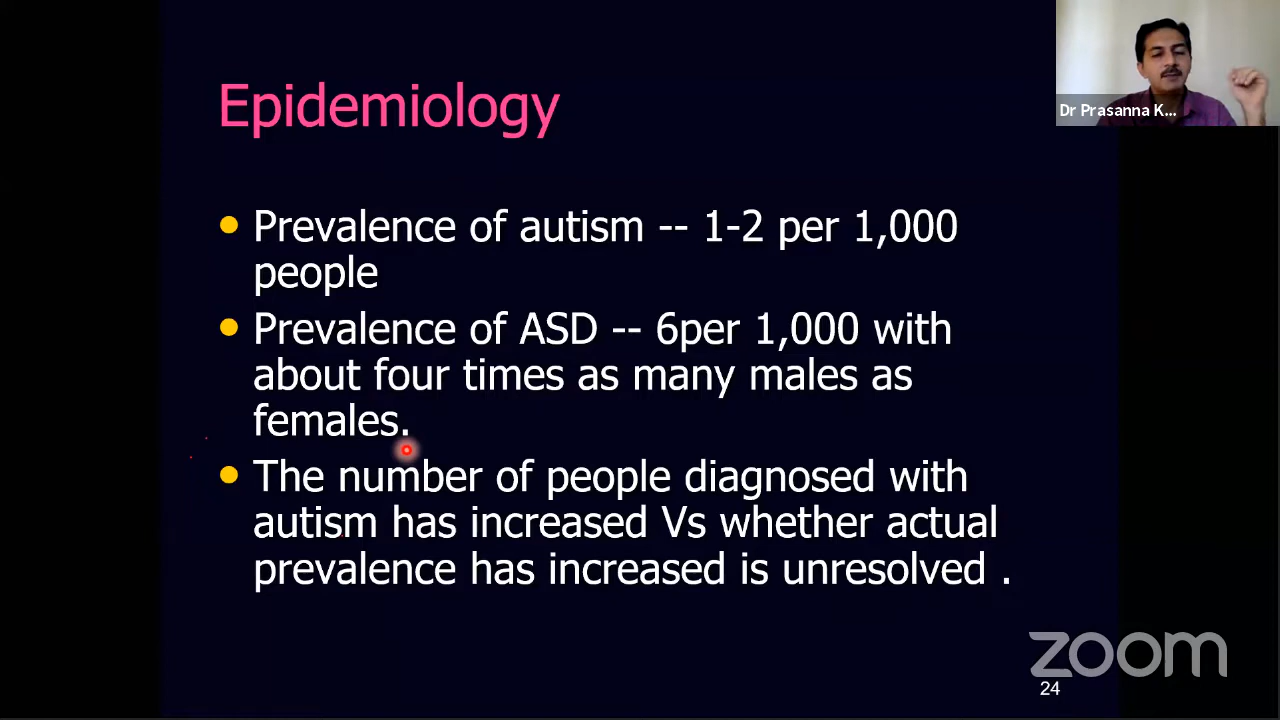 Epidemiology
Dr Prasanna K...
Prevalence of autism -- 1-2 per 1,000
people
Prevalence of ASD -- 6per 1,000 with
about four times as many males as
females.
The number of people diagnosed with
autism has increased Vs whether actual
prevalence has increased is unresolved .
zoom
24